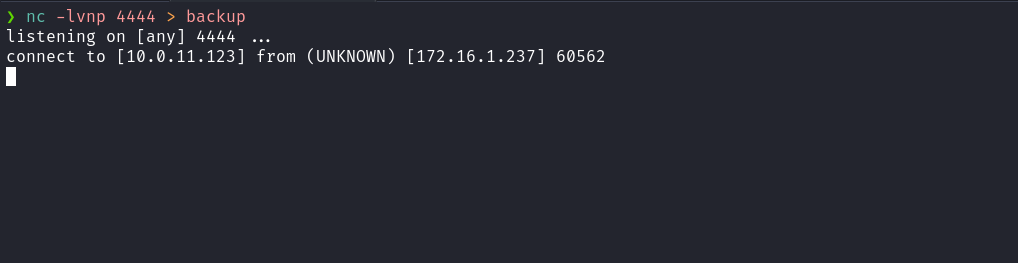 ❯ nc -lvnp 4444 > backup
listening on [any] 4444 ...
connect to [10.0.11.123] from (UNKNOWN) [172.16.1.237] 60562